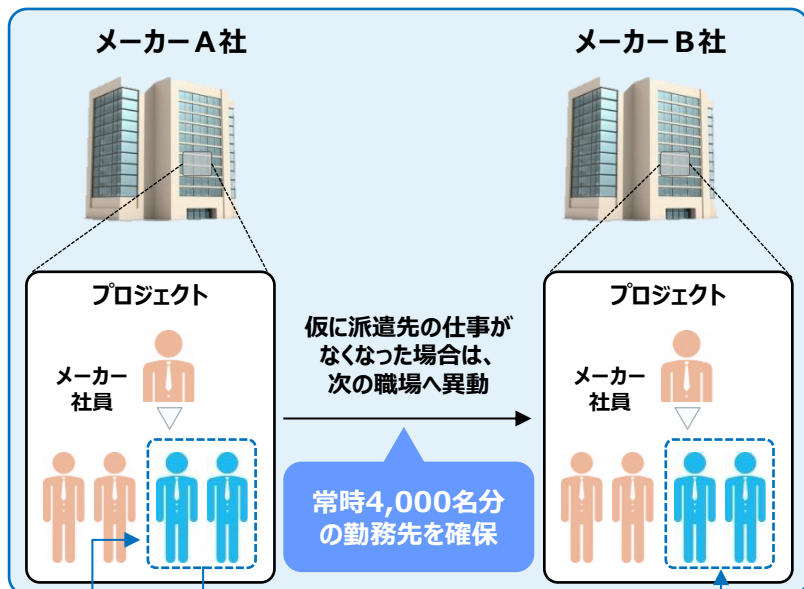 メーカーA社
メーカーB社
プロジェクト
メーカー
社員
仮に派遣先の仕事が
なくなった場合は、
次の職場へ異動
常時4,000名分
の勤務先を確保
プロジェクト
メーカー
社員